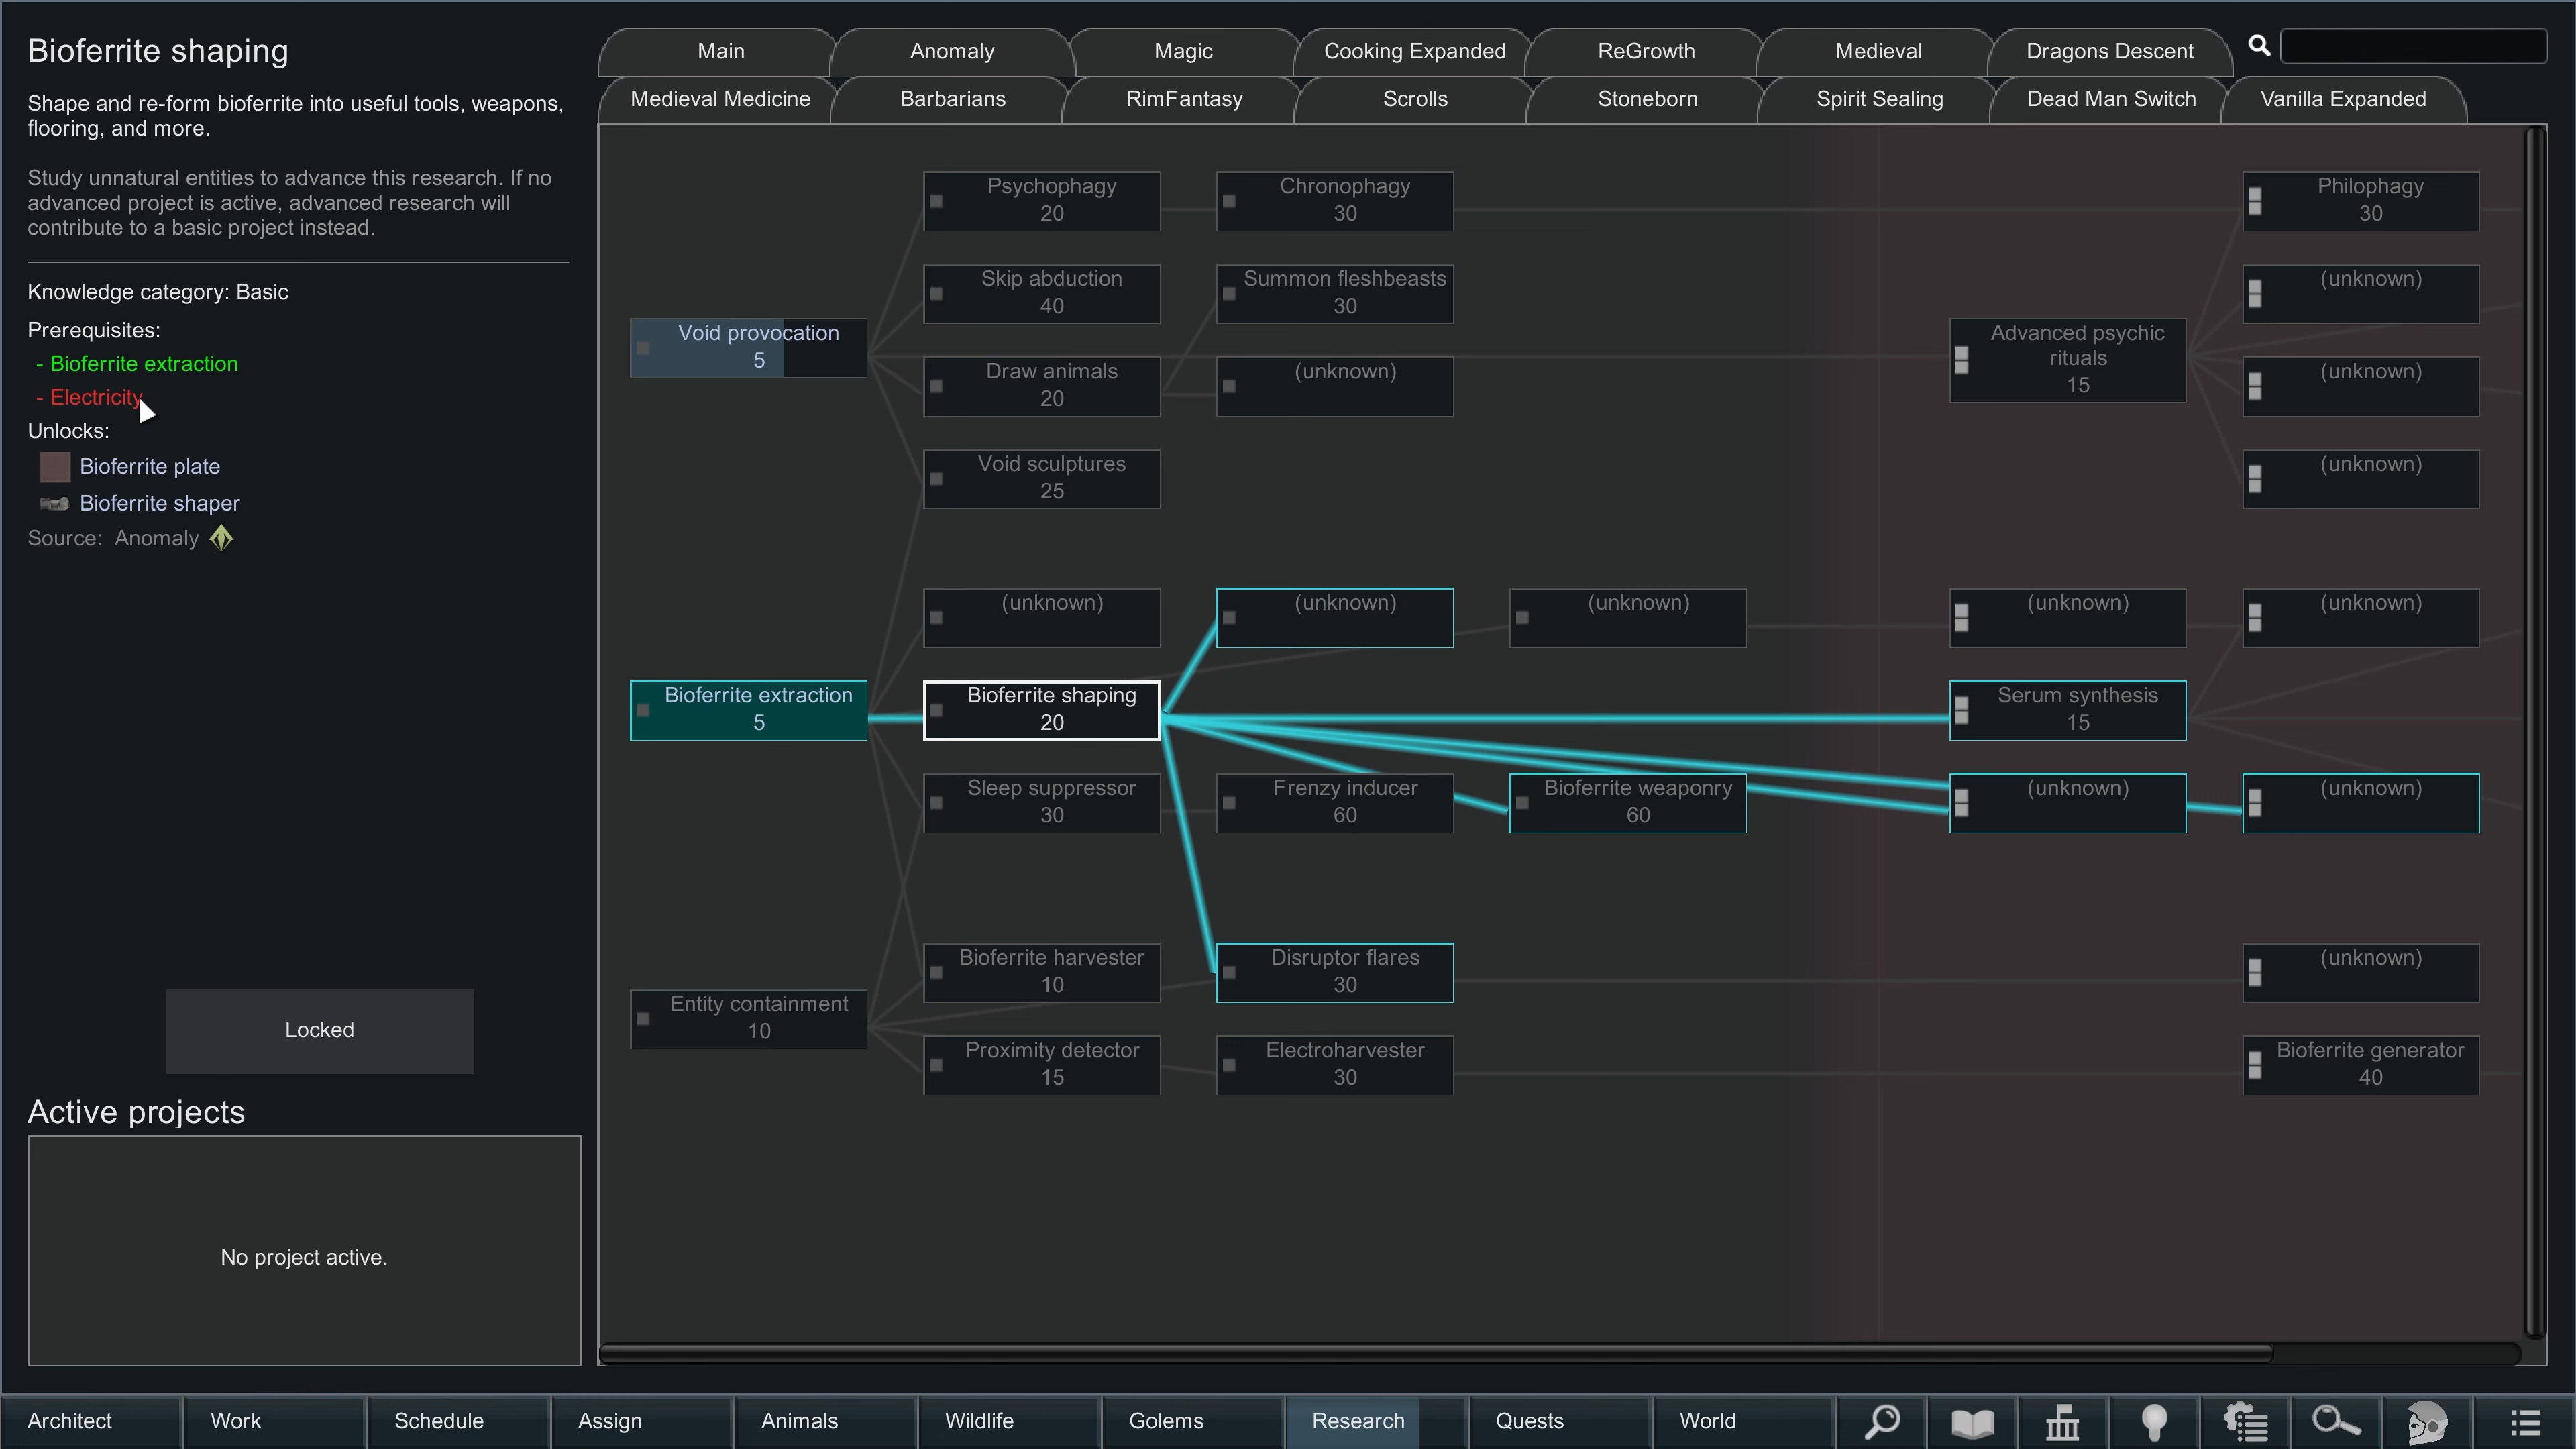 Bioferrite shaping
Shape and re-form bioferrite into useful tools, weapons,
flooring, and more.
Study unnatural entities to advance this research. If no
advanced project is active, advanced research will
contribute to a basic project instead.
Knowledge category: Basic
Prerequisites:
- Bioferrite extraction
- Electricity
Unlocks:
Bioferrite plate
Bioferrite shaper
Source: Anomaly
Locked
Active projects
No project active.
Main
Anomaly
Magic
Cooking Expanded
ReGrowth
Medieval
Dragons Descent
Medieval Medicine
Barbarians
RimFantasy
Scrolls
Stoneborn
Spirit Sealing
Dead Man Switch
Vanilla Expanded
Psychophagy
20
Chronophagy
30
Philophagy
30
Skip abduction
40
Summon fleshbeasts
30
(unknown)
Void provocation
5
Advanced psychic
rituals
15
Draw animals
20
(unknown)
(unknown)
Void sculptures
25
(unknown)
(unknown)
(unknown)
(unknown)
(unknown)
(unknown)
Bioferrite extraction
5
Bioferrite shaping
20
Serum synthesis
15
Sleep suppressor
30
Frenzy inducer
60
Bioferrite weaponry
60
(unknown)
(unknown)
Bioferrite harvester
10
Disruptor flares
30
(unknown)
Entity containment
10
Proximity detector
15
Electroharvester
30
Bioferrite generator
40
Architect
Work
Schedule
Assign
Animals
Wildlife
Golems
Research
Quests
World